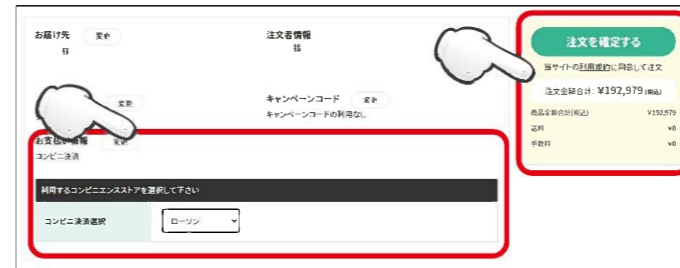 お届け先 変更
様
注文者情報
様
変更
キャンペーンコード 変更
キャンペーンコードの利用なし
お支払い情報 変更
コンビニ決済
利用するコンビニエンスストアを選択して下さい
コンビニ決済選択 ローソン
注文を確定する
当サイトの利用規約に同意して注文
注文金額合計: ¥192,979 (税込)
商品金額合計(税込) ¥192,979
送料 ¥0
手数料 ¥0